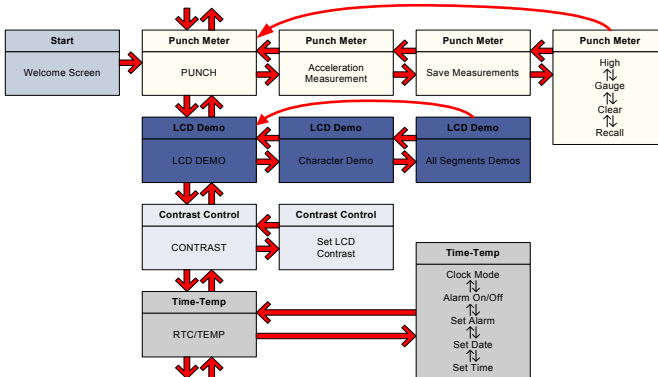 Start
Welcome Screen
Punch Meter
PUNCH
Punch Meter
Acceleration
Measurement
Punch Meter
Save Measurements
Punch Meter
High
Gauge
Clear
Recall
LCD Demo
LCD DEMO
LCD Demo
Character Demo
LCD Demo
All Segments Demos
Contrast Control
CONTRAST
Contrast Control
Set LCD
Contrast
Time-Temp
RTC/TEMP
Time-Temp
Clock Mode
Alarm On/Off
Set Alarm
Set Date
Set Time